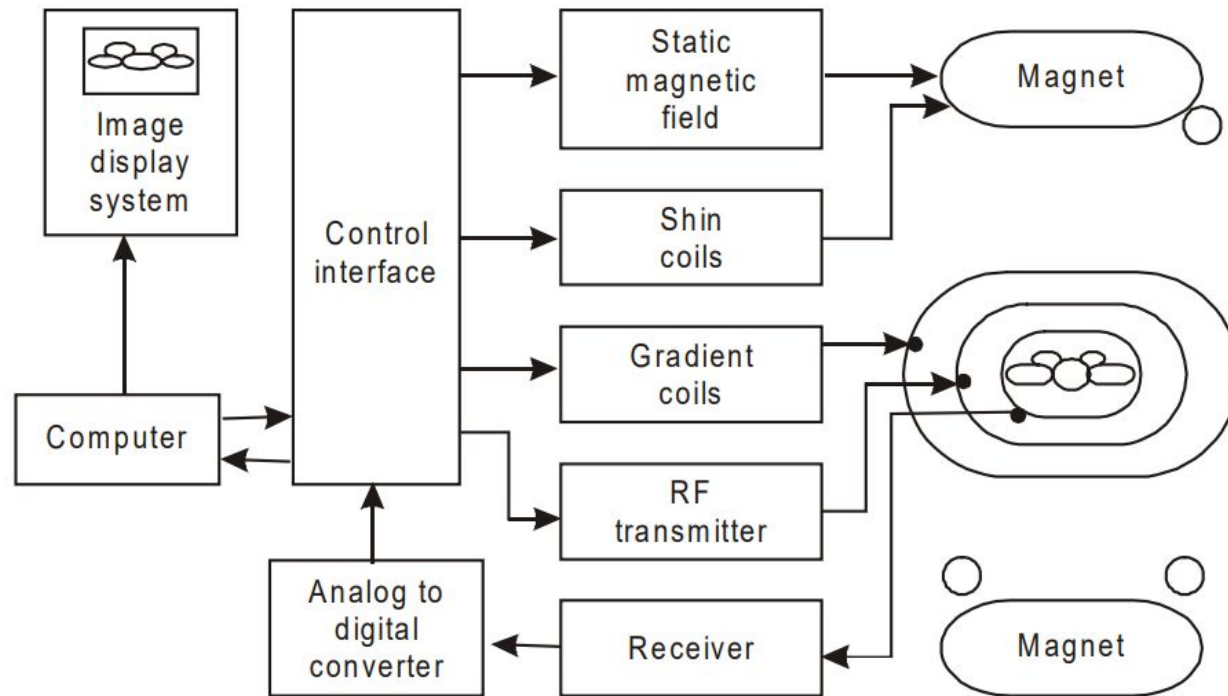 Image
display
system
Control
interface
Static
magnetic
field
Magnet
Shin
coils
Gradient
coils
Computer
RF
transmitter
Analog to
digital
converter
Receiver
Magnet